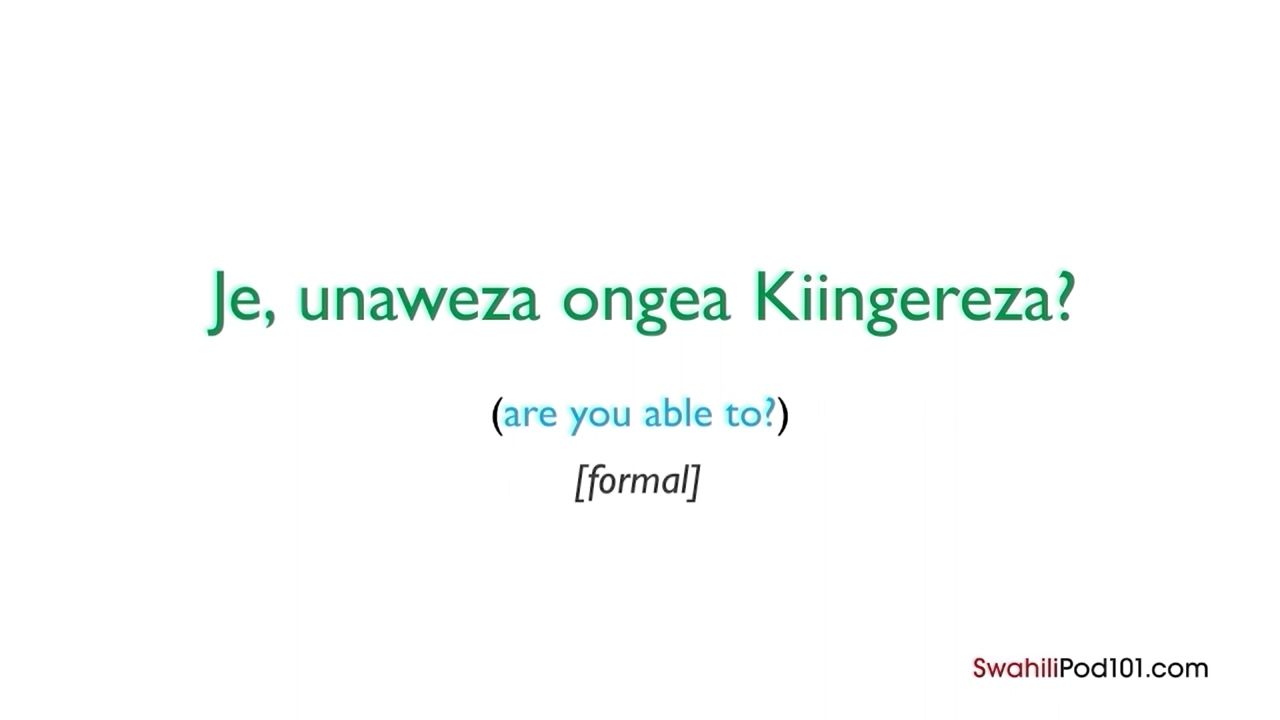 Je, unaweza ongea Kiingereza?
(are you able to?)
[formal]
SwahiliPod101.com